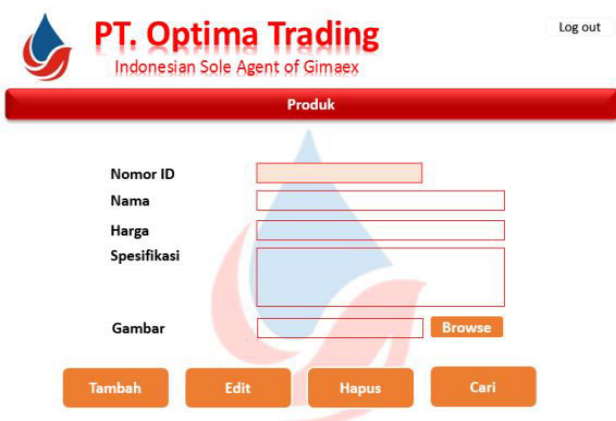 PT. Optima Trading
Log out
Indonesian Sole Agent of Gimaex
Produk
Nomor ID
Nama
Harga
Spesifikasi
Gambar
Browse
Tambah
Edit
Hapus
Cari